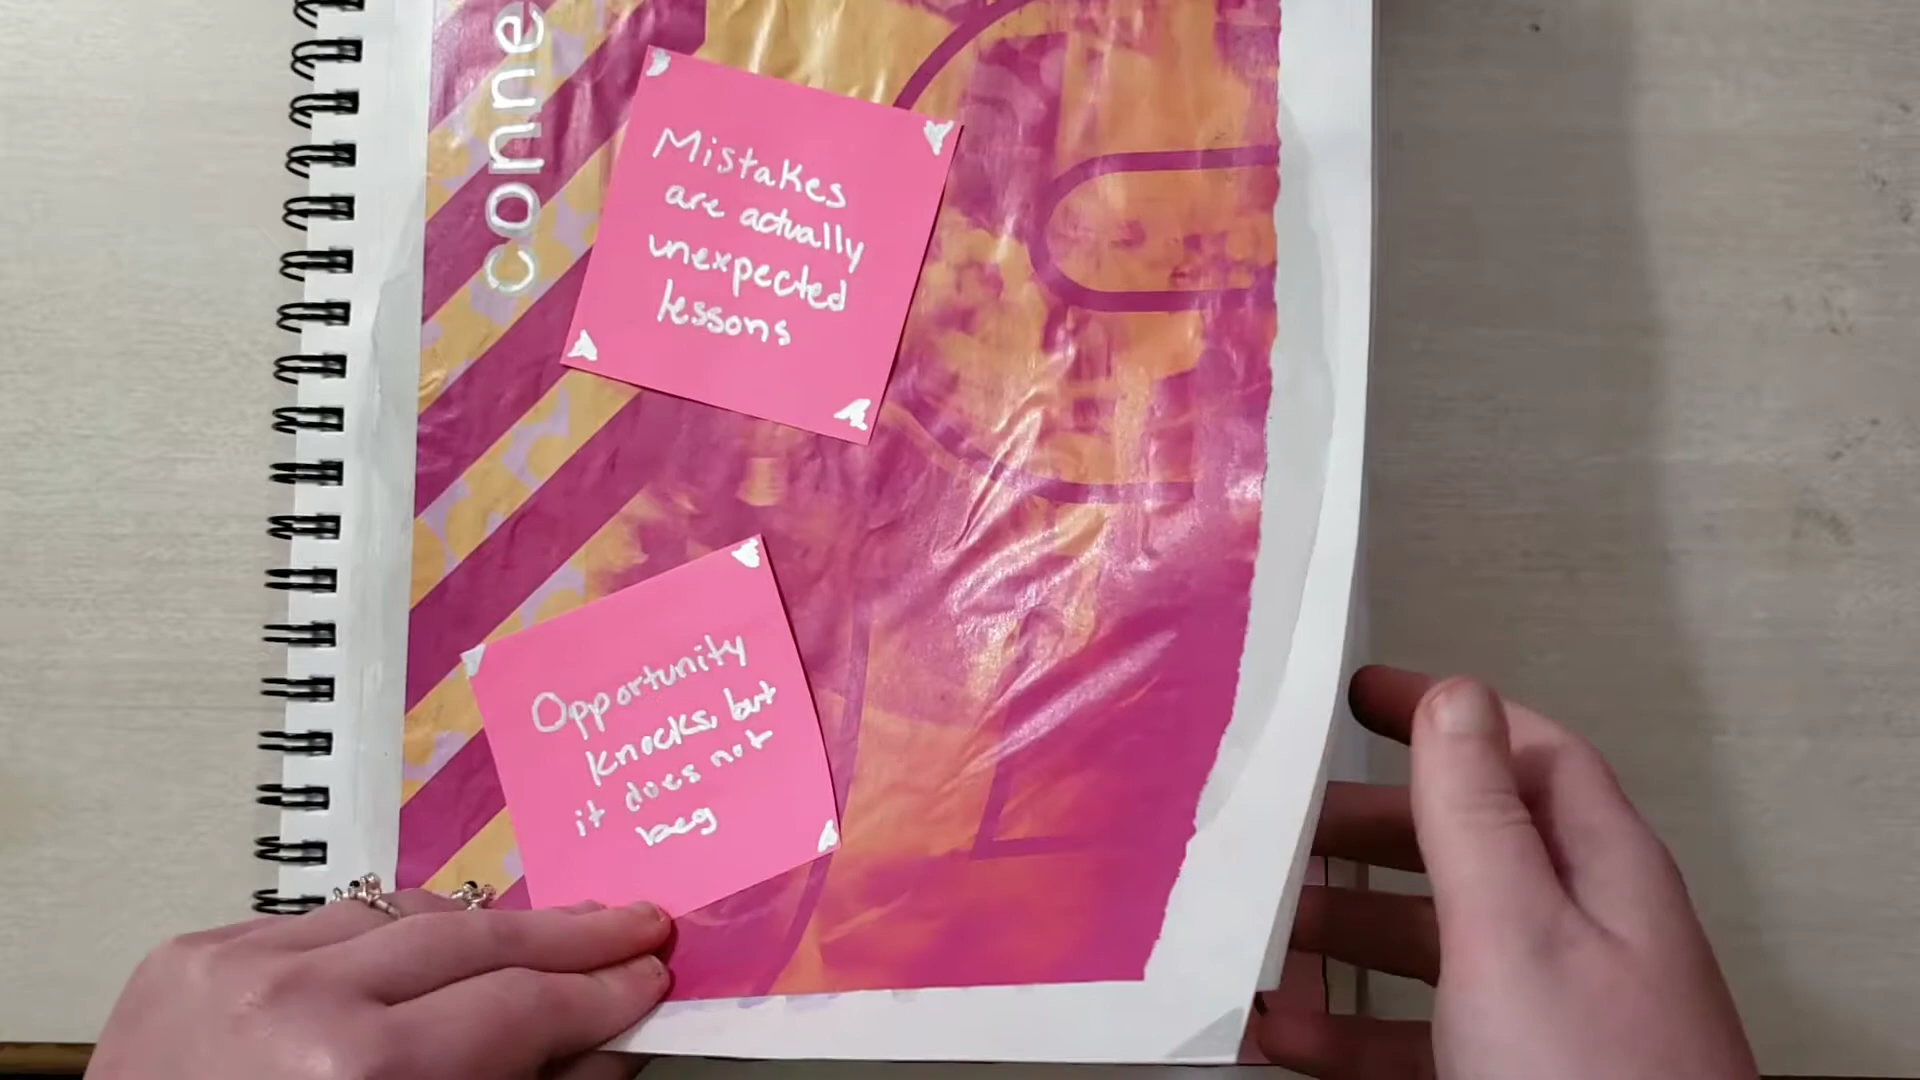 conne
Mistakes
are actually
unexpected
lessons
Opportunity
knocks, but
it does not
beg